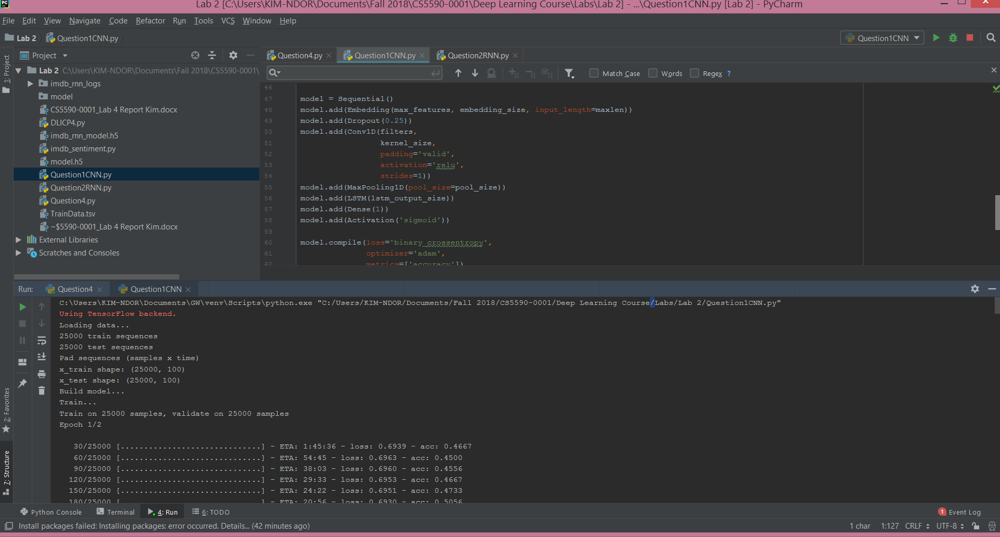 PC
Lab 2 [C:\Users\KIM-NDOR\Documents\Fall 2018\CS5590-0001\Deep Learning Course\Labs\Lab 2] - ...\Question1CNN.py [Lab 2] - PyCharm
File Edit View Navigate Code Refactor Run Tools VCS Window Help
Lab 2 Question1CNN.py
Question1CNN
1: Project
Project
Question4.py Question1CNN.py Question2RNN.py
Match Case Words Regex ?
Lab 2 C:\Users\KIM-NDOR\Documents\Fall 2018\CS5590-0001\
imdb_rnn_logs
model
CS5590-0001_Lab 4 Report Kim.docx
DLICP4.py
imdb_rnn_model.h5
imdb_sentiment.py
model.h5
Question1CNN.py
Question2RNN.py
Question4.py
TrainData.tsv
~$5590-0001_Lab 4 Report Kim.docx
External Libraries
Scratches and Consoles
46
47 model = Sequential()
48 model.add(Embedding(max_features, embedding_size, input_length=maxlen))
49 model.add(Dropout(0.25))
50 model.add(Conv1D(filters,
51 kernel_size,
52 padding='valid',
53 activation='relu',
54 strides=1))
55 model.add(MaxPooling1D(pool_size=pool_size))
56 model.add(LSTM(lstm_output_size))
57 model.add(Dense(1))
58 model.add(Activation('sigmoid'))
59
60 model.compile(loss='binary_crossentropy',
61 optimizer='adam',
62 metrics=['accuracy'])
Run: Question4 Question1CNN
C:\Users\KIM-NDOR\Documents\GW\venv\Scripts\python.exe "C:/Users/KIM-NDOR/Documents/Fall 2018/CS5590-0001/Deep Learning Course/Labs/Lab 2/Question1CNN.py"
Using TensorFlow backend.
Loading data...
25000 train sequences
25000 test sequences
Pad sequences (samples x time)
x_train shape: (25000, 100)
x_test shape: (25000, 100)
Build model...
Train...
Train on 25000 samples, validate on 25000 samples
Epoch 1/2
30/25000 [..............................] - ETA: 1:45:36 - loss: 0.6939 - acc: 0.4667
60/25000 [..............................] - ETA: 54:45 - loss: 0.6963 - acc: 0.4500
90/25000 [..............................] - ETA: 38:03 - loss: 0.6960 - acc: 0.4556
120/25000 [..............................] - ETA: 29:33 - loss: 0.6953 - acc: 0.4667
150/25000 [..............................] - ETA: 24:22 - loss: 0.6951 - acc: 0.4733
180/25000 [..............................] - ETA: 20:56 - loss: 0.6930 - acc: 0.5056
2: Favorites
7: Structure
Python Console Terminal 4: Run 6: TODO
1 Event Log
Install packages failed: Installing packages: error occurred. Details... (42 minutes ago)
1 char 1:127 CRLF UTF-8